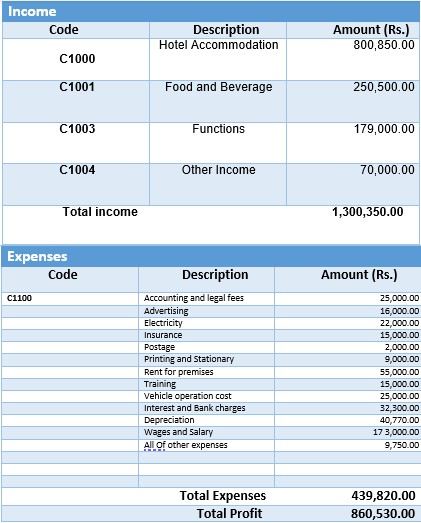 Income
Code Description Amount (Rs.)
C1000 Hotel Accommodation 800,850.00
C1001 Food and Beverage 250,500.00
C1003 Functions 179,000.00
C1004 Other Income 70,000.00
Total income 1,300,350.00
Expenses
Code Description Amount (Rs.)
C1100 Accounting and legal fees 25,000.00
Advertising 16,000.00
Electricity 22,000.00
Insurance 15,000.00
Postage 2,000.00
Printing and Stationary 9,000.00
Rent for premises 55,000.00
Training 15,000.00
Vehicle operation cost 25,000.00
Interest and Bank charges 32,300.00
Depreciation 40,770.00
Wages and Salary 17 3,000.00
All Of other expenses 9,750.00
Total Expenses 439,820.00
Total Profit 860,530.00